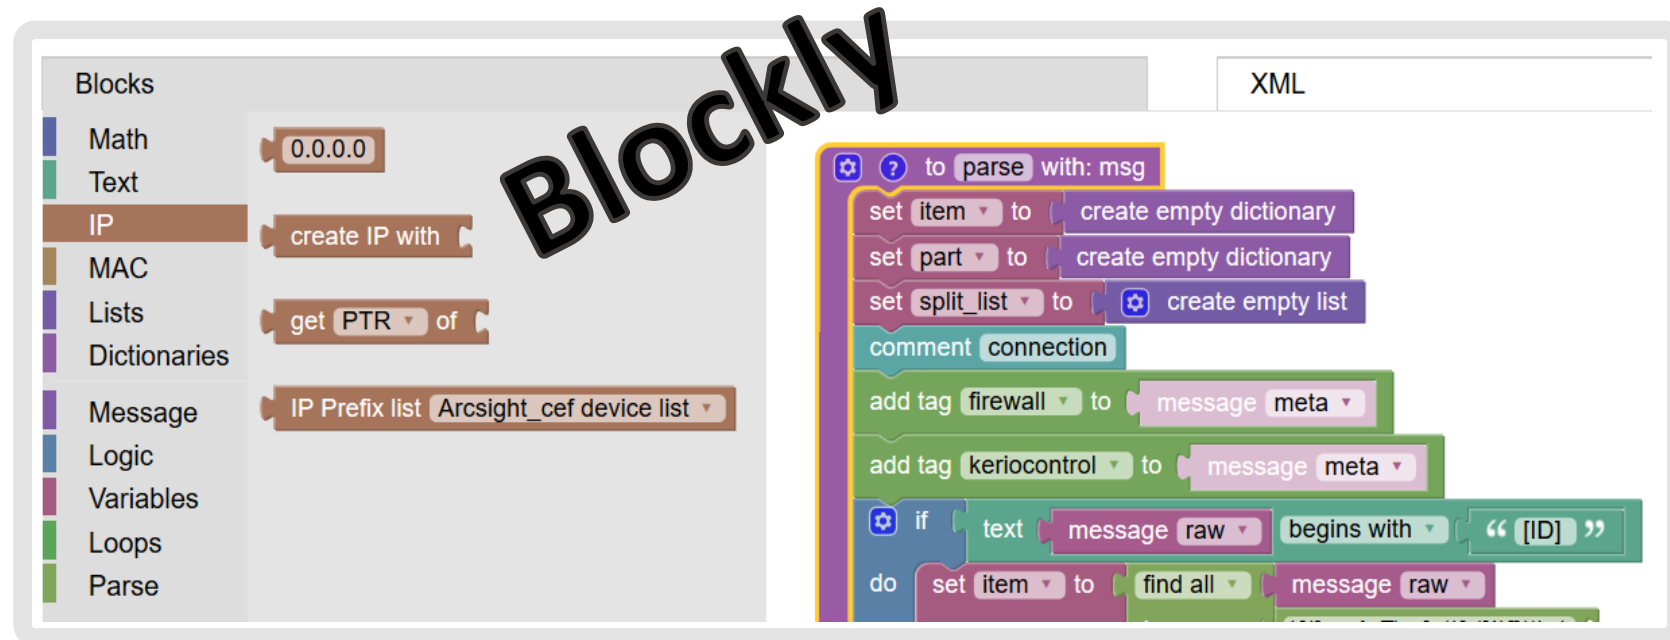 Blockly
Blocks
XML
Math
Text
IP
MAC
Lists
Dictionaries
Message
Logic
Variables
Loops
Parse
0.0.0.0
create IP with
get PTR of
IP Prefix list Arcsight_cef device list
? to parse with: msg
set item to create empty dictionary
set part to create empty dictionary
set split_list to create empty list
comment connection
add tag firewall to message meta
add tag keriocontrol to message meta
if text message raw begins with “ [ID] ”
do set item to find all message raw